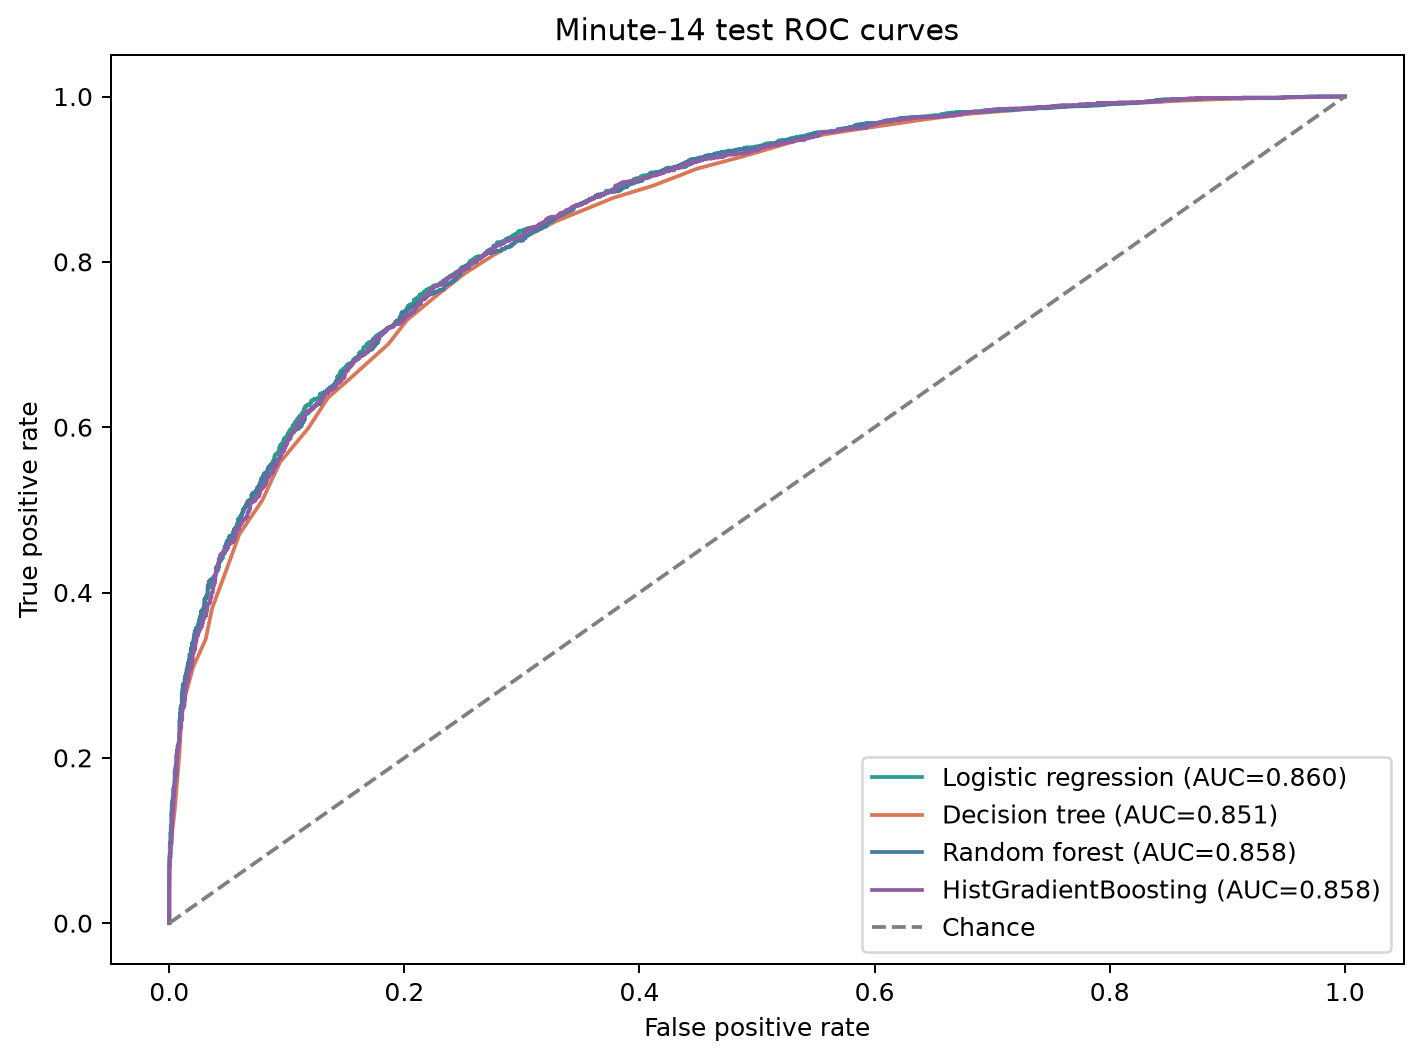 Minute-14 test ROC curves
True positive rate
1.0
0.8
0.6
0.4
0.2
0.0
Logistic regression (AUC=0.860)
Decision tree (AUC=0.851)
Random forest (AUC=0.858)
HistGradientBoosting (AUC=0.858)
Chance
0.0 0.2 0.4 0.6 0.8 1.0
False positive rate